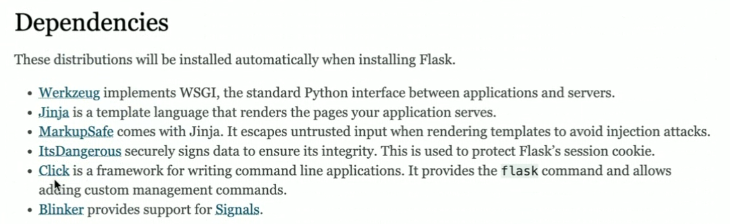 Dependencies
These distributions will be installed automatically when installing Flask.
• Werkzeug implements WSGI, the standard Python interface between applications and servers.
• Jinja is a template language that renders the pages your application serves.
• MarkupSafe comes with Jinja. It escapes untrusted input when rendering templates to avoid injection attacks.
• ItsDangerous securely signs data to ensure its integrity. This is used to protect Flask's session cookie.
• Click is a framework for writing command line applications. It provides the flask command and allows
adding custom management commands.
• Blinker provides support for Signals.